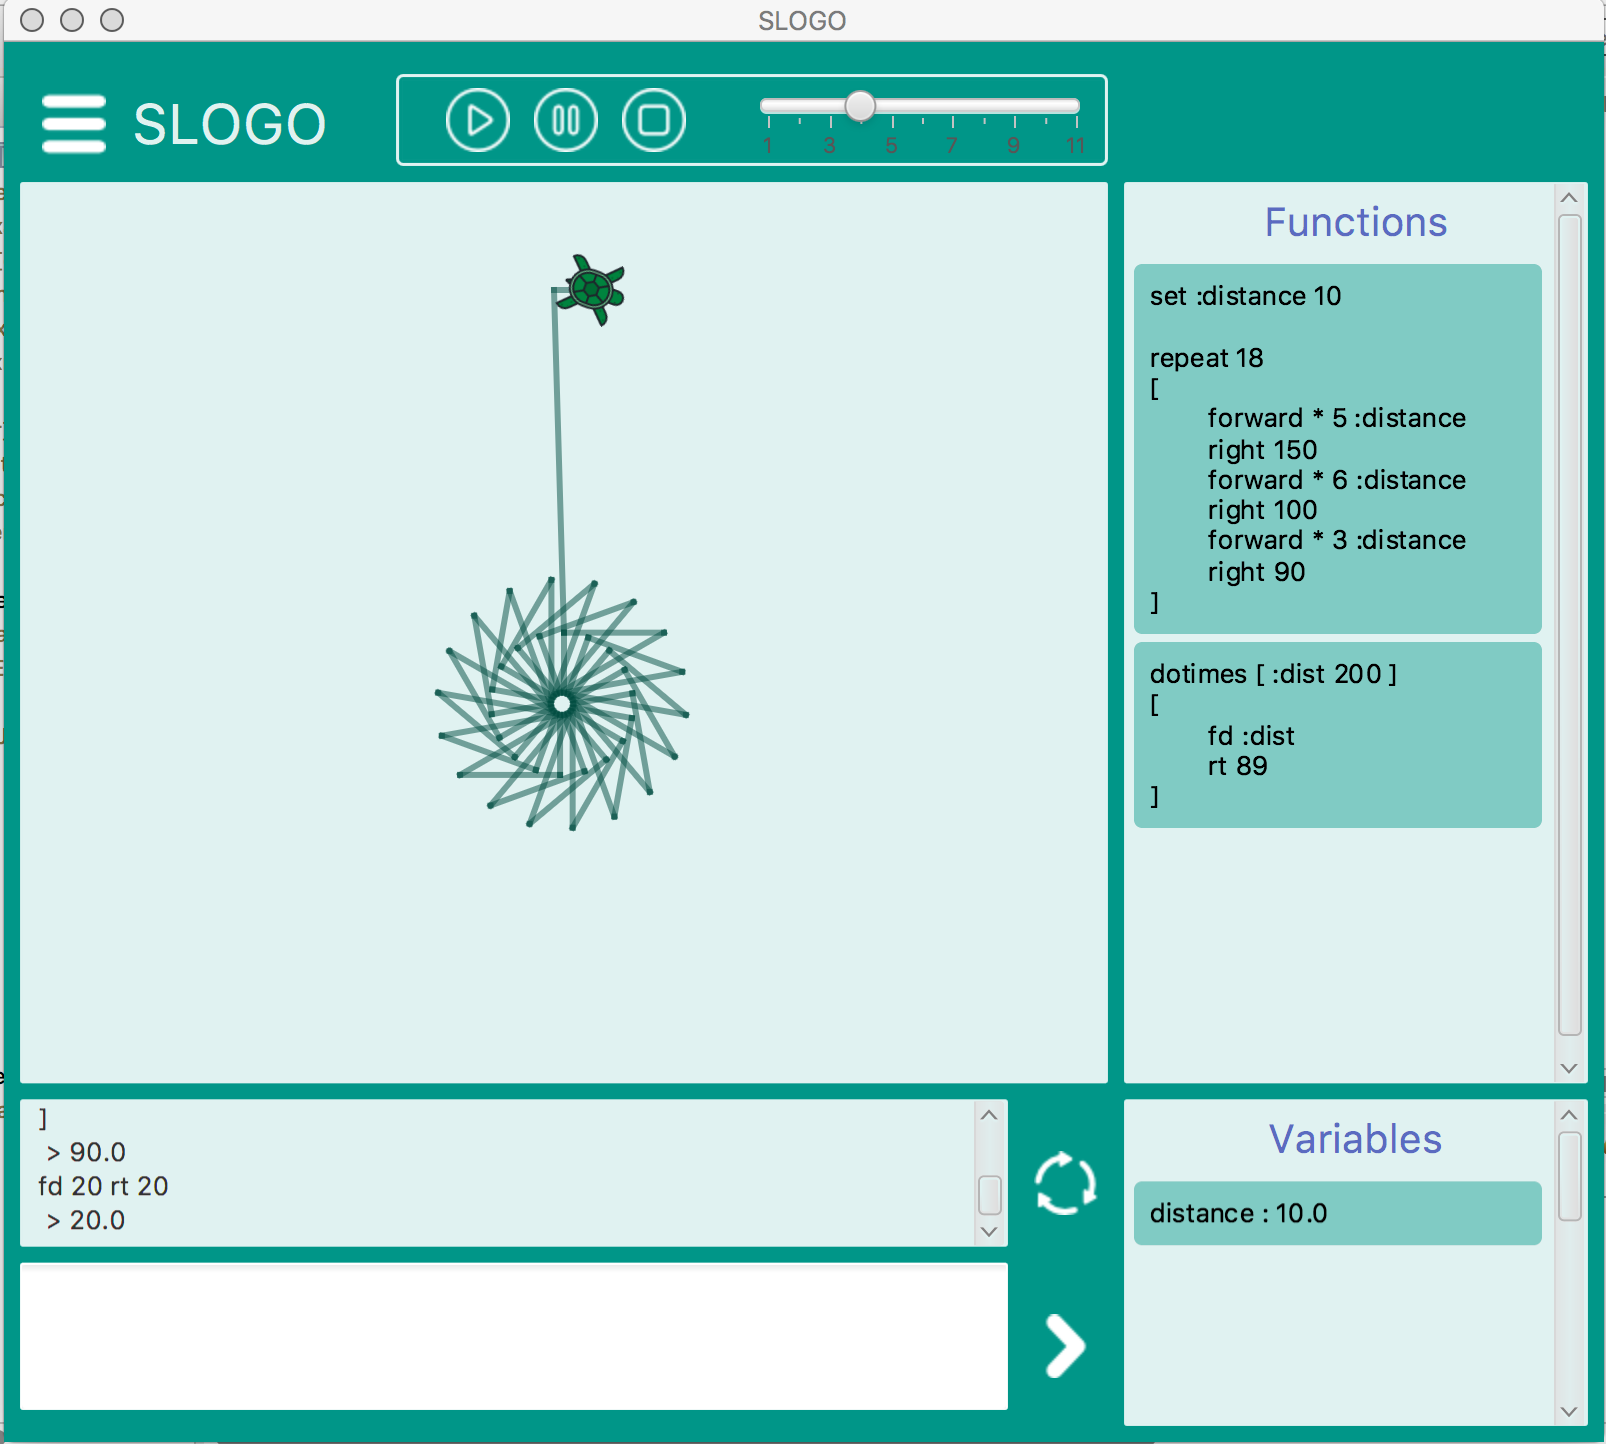 SLOGO
SLOGO
1 3 5 7 9 11
Functions
set :distance 10
repeat 18
[
forward * 5 :distance
right 150
forward * 6 :distance
right 100
forward * 3 :distance
right 90
]
dotimes [ :dist 200 ]
[
fd :dist
rt 89
]
]
> 90.0
fd 20 rt 20
> 20.0
Variables
distance : 10.0